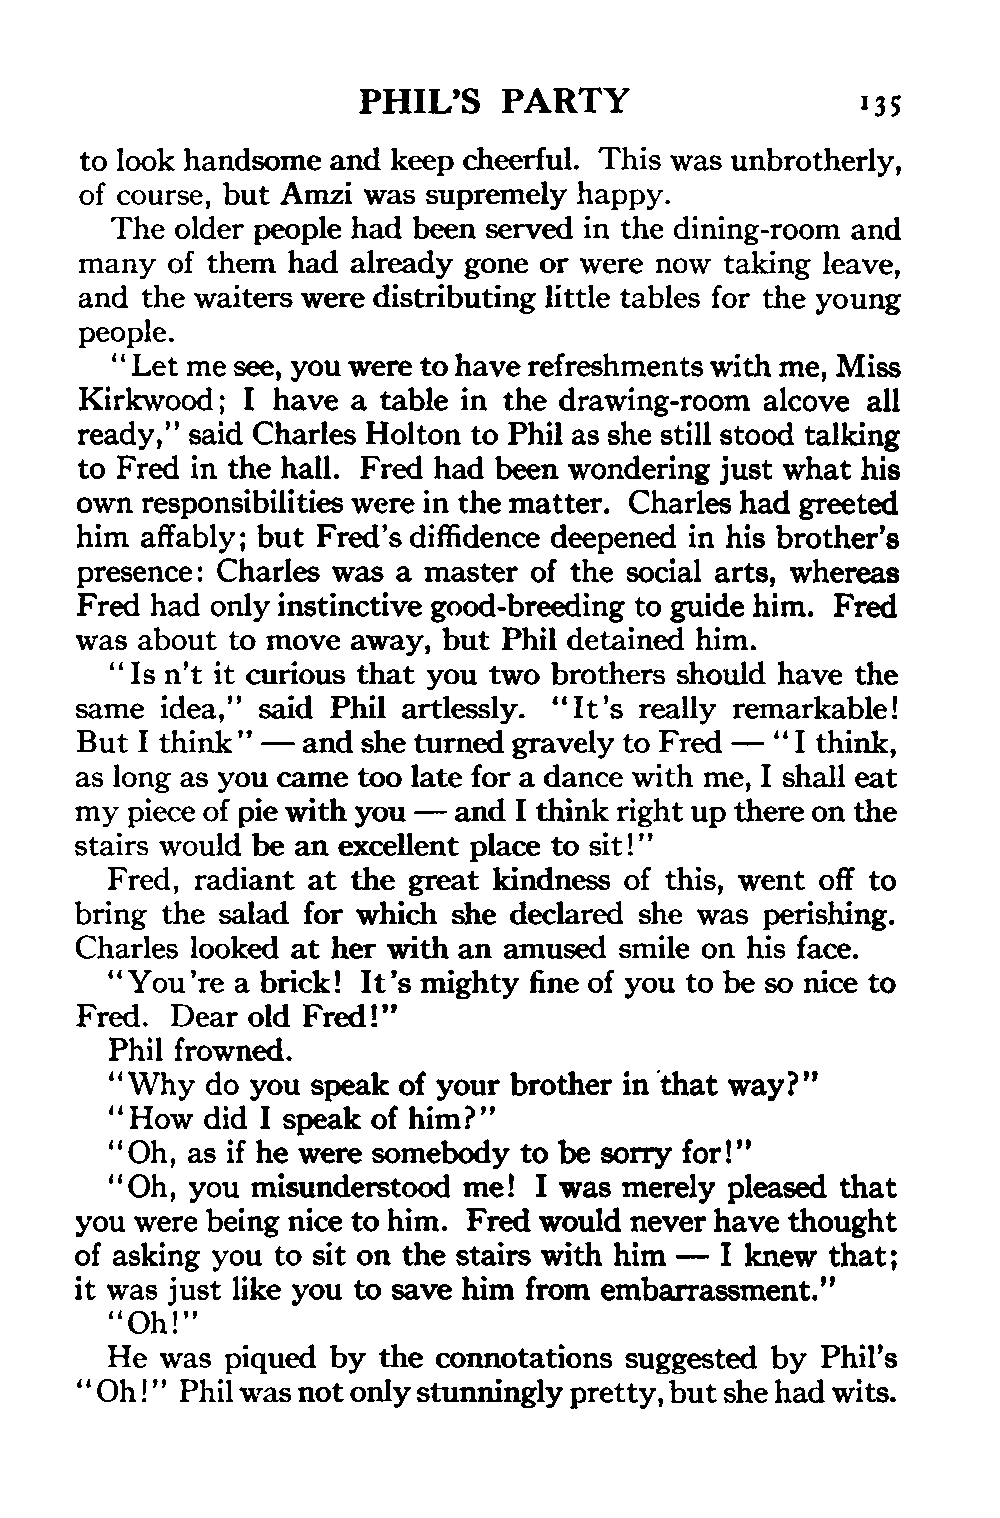 PHIL'S PARTY 135
to look handsome and keep cheerful. This was unbrotherly,
of course, but Amzi was supremely happy.
The older people had been served in the dining-room and
many of them had already gone or were now taking leave,
and the waiters were distributing little tables for the young
people.
"Let me see, you were to have refreshments with me, Miss
Kirkwood; I have a table in the drawing-room alcove all
ready," said Charles Holton to Phil as she still stood talking
to Fred in the hall. Fred had been wondering just what his
own responsibilities were in the matter. Charles had greeted
him affably; but Fred's diffidence deepened in his brother's
presence: Charles was a master of the social arts, whereas
Fred had only instinctive good-breeding to guide him. Fred
was about to move away, but Phil detained him.
"Is n't it curious that you two brothers should have the
same idea," said Phil artlessly. "It's really remarkable!
But I think" — and she turned gravely to Fred — "I think,
as long as you came too late for a dance with me, I shall eat
my piece of pie with you — and I think right up there on the
stairs would be an excellent place to sit!"
Fred, radiant at the great kindness of this, went off to
bring the salad for which she declared she was perishing.
Charles looked at her with an amused smile on his face.
"You're a brick! It's mighty fine of you to be so nice to
Fred. Dear old Fred!"
Phil frowned.
"Why do you speak of your brother in that way?"
"How did I speak of him?"
"Oh, as if he were somebody to be sorry for!"
"Oh, you misunderstood me! I was merely pleased that
you were being nice to him. Fred would never have thought
of asking you to sit on the stairs with him — I knew that;
it was just like you to save him from embarrassment."
"Oh!"
He was piqued by the connotations suggested by Phil's
"Oh!" Phil was not only stunningly pretty, but she had wits.